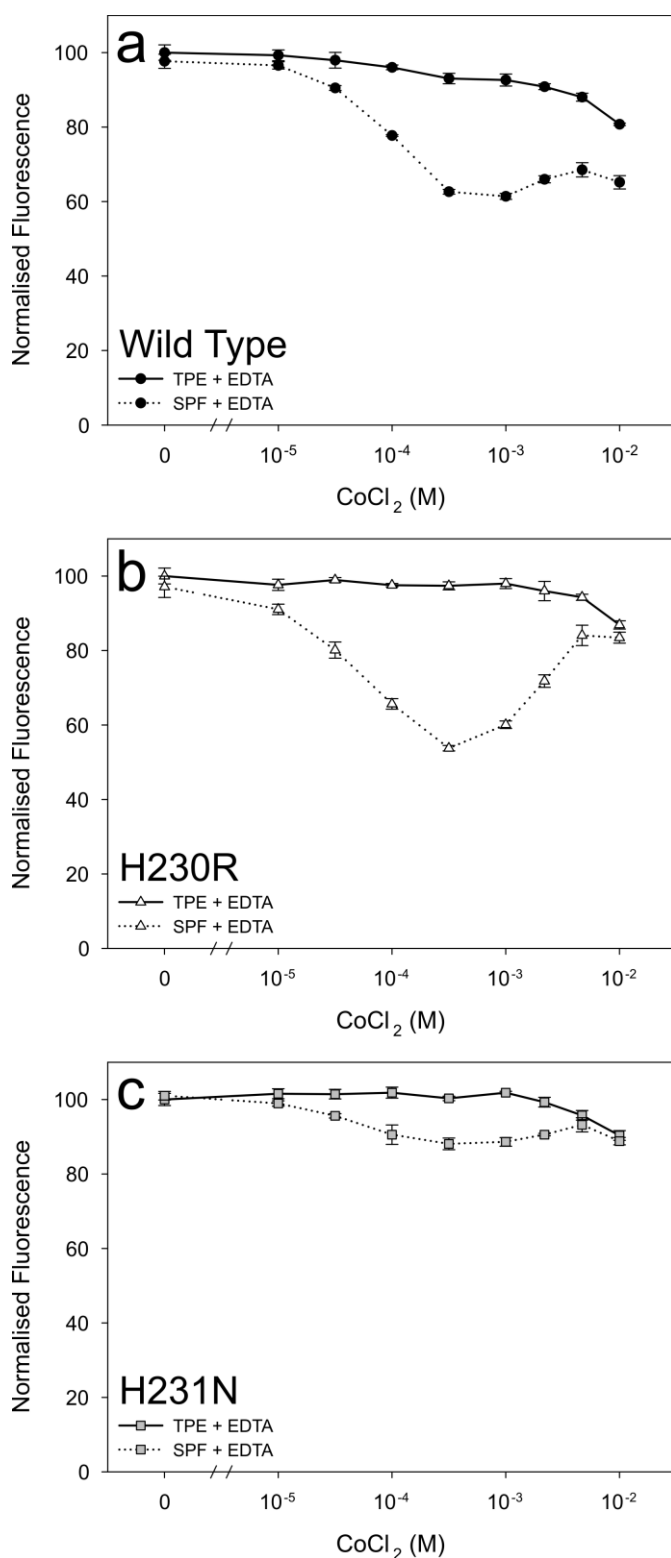 a
Normalised Fluorescence
100
80
60
40
20
0
Wild Type
TPE + EDTA
SPF + EDTA
0 10⁻⁵ 10⁻⁴ 10⁻³ 10⁻²
CoCl₂ (M)
b
Normalised Fluorescence
100
80
60
40
20
0
H230R
TPE + EDTA
SPF + EDTA
0 10⁻⁵ 10⁻⁴ 10⁻³ 10⁻²
CoCl₂ (M)
c
Normalised Fluorescence
100
80
60
40
20
0
H231N
TPE + EDTA
SPF + EDTA
0 10⁻⁵ 10⁻⁴ 10⁻³ 10⁻²
CoCl₂ (M)